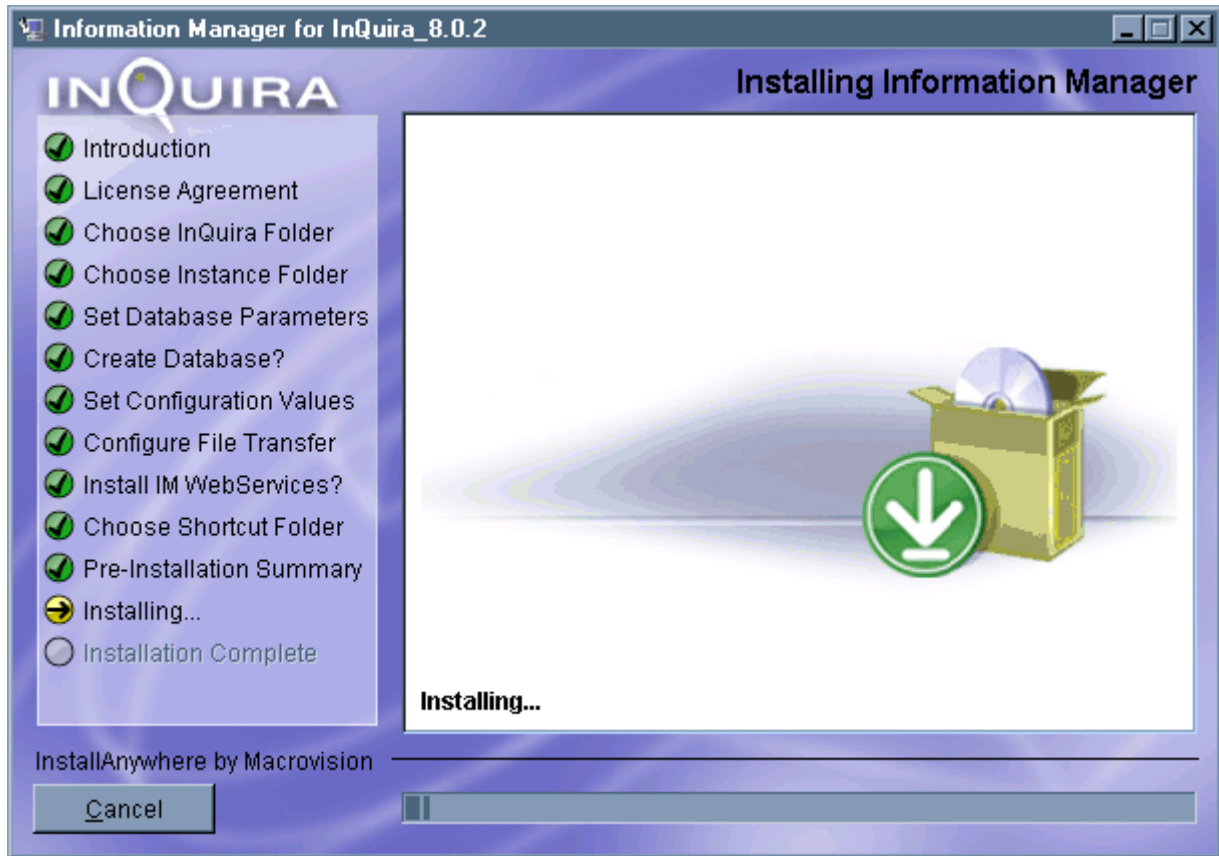 Information Manager for InQuira_8.0.2
INQUIRA
Installing Information Manager
Introduction
License Agreement
Choose InQuira Folder
Choose Instance Folder
Set Database Parameters
Create Database?
Set Configuration Values
Configure File Transfer
Install IM WebServices?
Choose Shortcut Folder
Pre-Installation Summary
Installing...
Installation Complete
Installing...
InstallAnywhere by Macrovision
Cancel